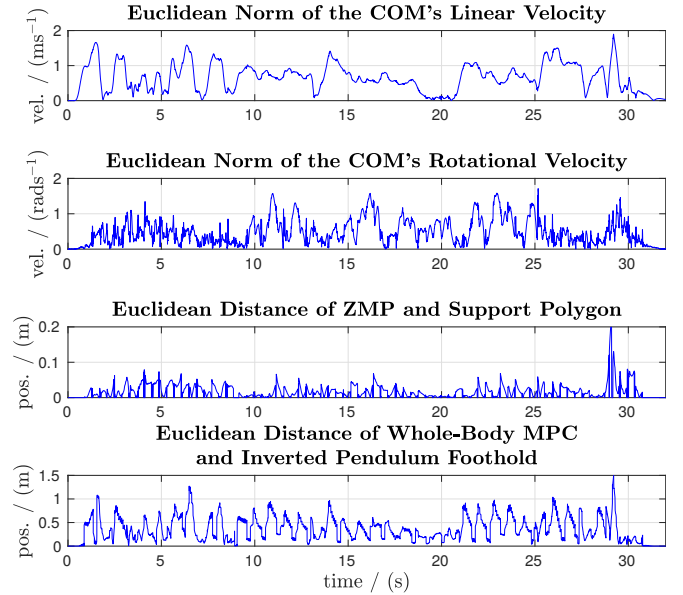 Euclidean Norm of the COM's Linear Velocity
vel. / (ms⁻¹)
2
1
0
0 5 10 15 20 25 30
Euclidean Norm of the COM's Rotational Velocity
vel. / (rads⁻¹)
2
1
0
0 5 10 15 20 25 30
Euclidean Distance of ZMP and Support Polygon
pos. / (m)
0.2
0.1
0
0 5 10 15 20 25 30
Euclidean Distance of Whole-Body MPC
and Inverted Pendulum Foothold
pos. / (m)
1.5
1
0.5
0
0 5 10 15 20 25 30
time / (s)